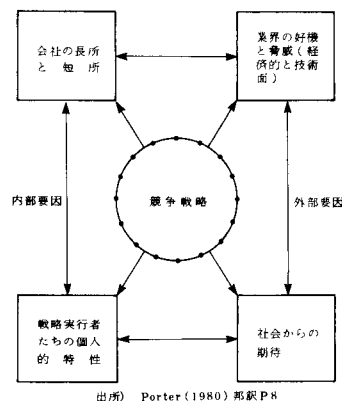 会社の長所
と短所
業界の好機
と脅威(経
済的と技術
面)
内部要因
競争戦略
外部要因
戦略実行者
たちの個人
的特性
社会からの
期待
出所) Porter(1980)邦訳P8